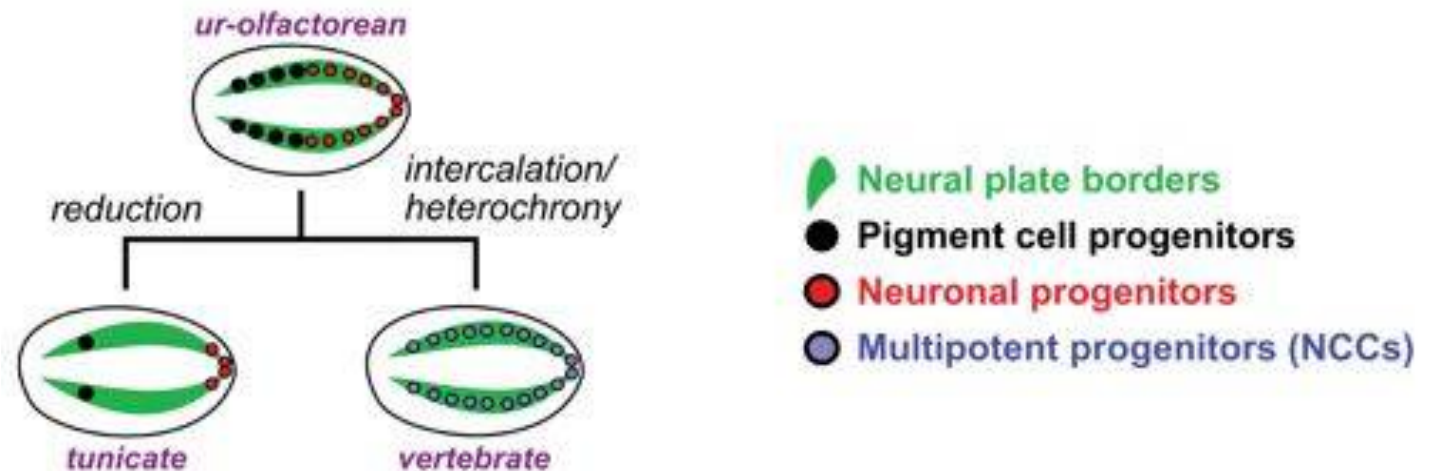 ur-olfactorean
reduction
intercalation/
heterochrony
tunicate
vertebrate
Neural plate borders
Pigment cell progenitors
Neuronal progenitors
Multipotent progenitors (NCCs)